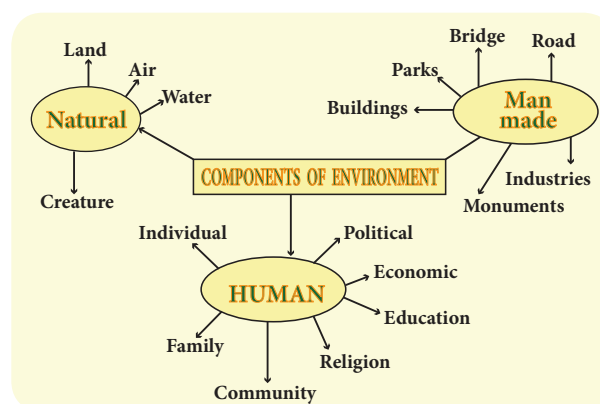 Land
Air
Water
Natural
Creature
Bridge
Road
Parks
Buildings
Man
made
Industries
Monuments
COMPONENTS OF ENVIRONMENT
Individual
Political
Economic
HUMAN
Education
Family
Religion
Community